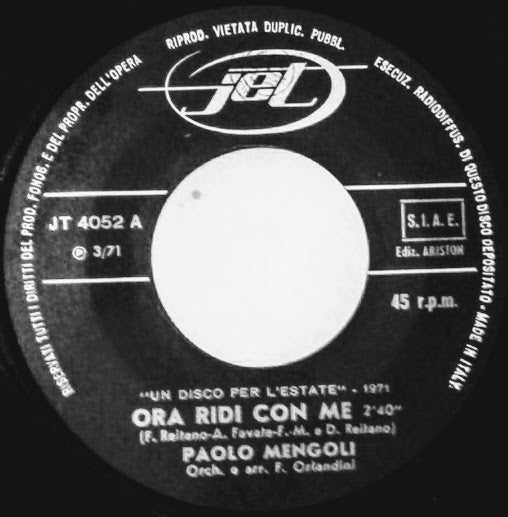 RISERVATI TUTTI I DIRITTI DEL PROD. FONOG. E DEL PROPR. DELL'OPERA
RIPROD. VIETATA DUPLIC. PUBBL.
ESECUZ. RADIODIFFUS. DI QUESTO DISCO DEPOSITATO - MADE IN ITALY.
jet
JT 4052 A
℗ 3/71
S.I.A.E.
Ediz. ARISTON
45 r.p.m.
"UN DISCO PER L'ESTATE" - 1971
ORA RIDI CON ME 2'40"
(F. Reitano-A. Favata-F.-M. e D. Reitano)
PAOLO MENGOLI
Orch. e arr. F. Orlandini